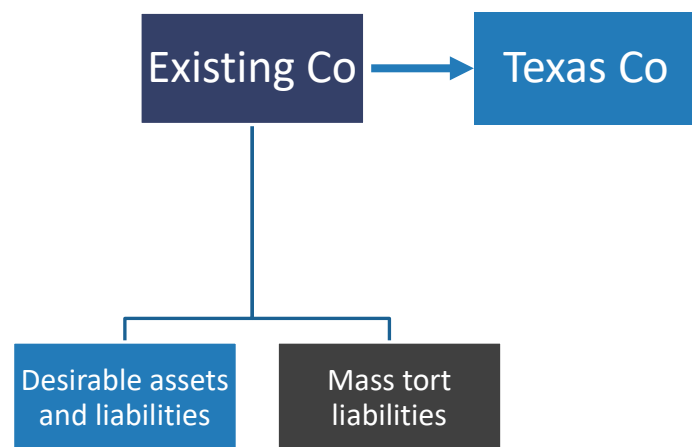 Existing Co
Texas Co
Desirable assets
and liabilities
Mass tort
liabilities